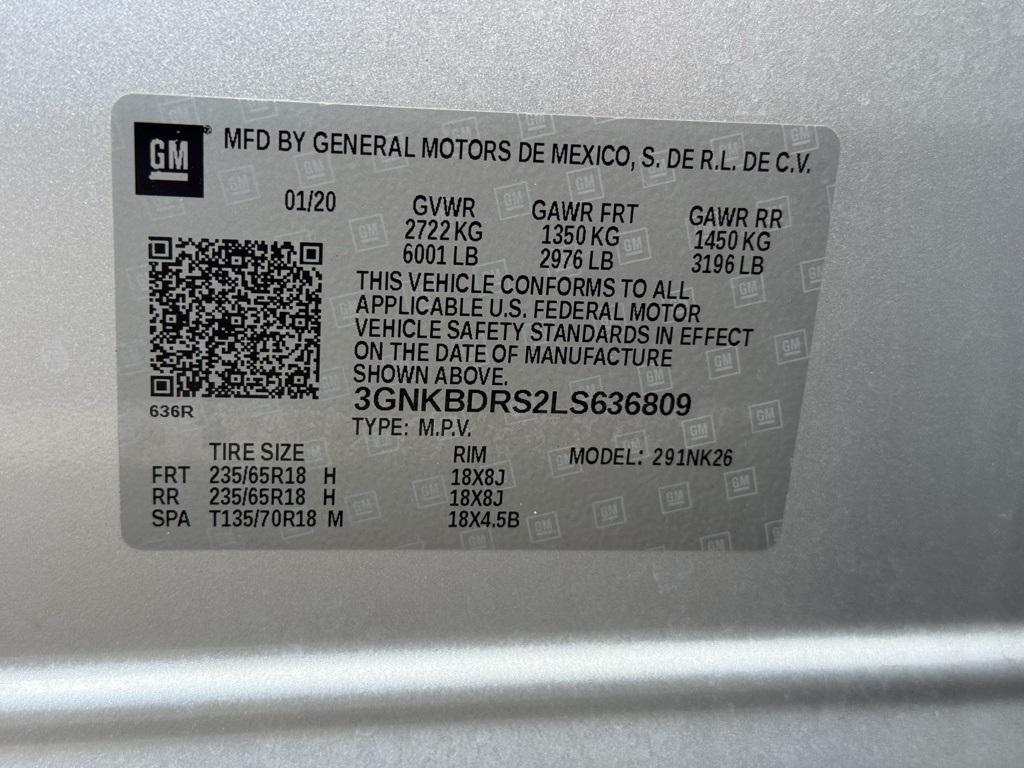 GM ® MFD BY GENERAL MOTORS DE MEXICO, S. DE R.L. DE C.V.
01/20 GVWR GAWR FRT GAWR RR
2722 KG 1350 KG 1450 KG
6001 LB 2976 LB 3196 LB
THIS VEHICLE CONFORMS TO ALL
APPLICABLE U.S. FEDERAL MOTOR
VEHICLE SAFETY STANDARDS IN EFFECT
ON THE DATE OF MANUFACTURE
SHOWN ABOVE.
636R
3GNKBDRS2LS636809
TYPE: M.P.V.
TIRE SIZE RIM MODEL: 291NK26
FRT 235/65R18 H 18X8J
RR 235/65R18 H 18X8J
SPA T135/70R18 M 18X4.5B